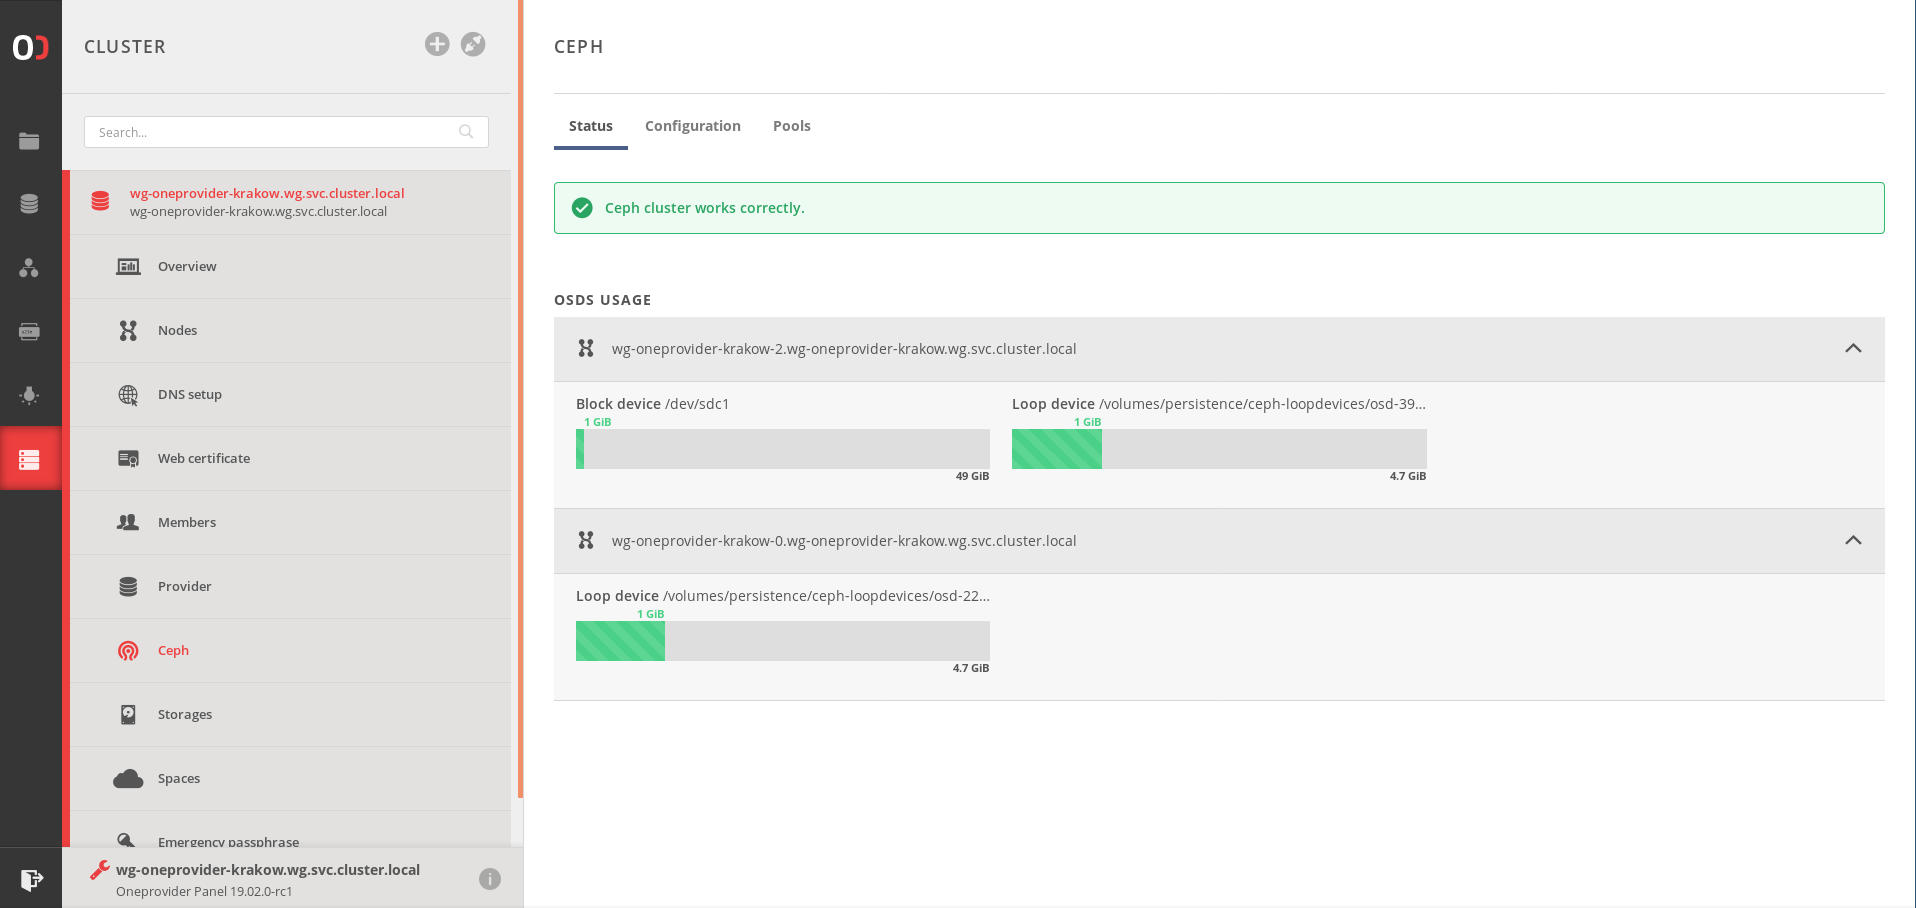 CLUSTER
Search...
wg-oneprovider-krakow.wg.svc.cluster.local
wg-oneprovider-krakow.wg.svc.cluster.local
Overview
Nodes
DNS setup
Web certificate
Members
Provider
Ceph
Storages
Spaces
Emergency passphrase
wg-oneprovider-krakow.wg.svc.cluster.local
Oneprovider Panel 19.02.0-rc1
CEPH
Status Configuration Pools
Ceph cluster works correctly.
OSDS USAGE
wg-oneprovider-krakow-2.wg-oneprovider-krakow.wg.svc.cluster.local
Block device /dev/sdc1
1 GiB
49 GiB
Loop device /volumes/persistence/ceph-loopdevices/osd-39...
1 GiB
4.7 GiB
wg-oneprovider-krakow-0.wg-oneprovider-krakow.wg.svc.cluster.local
Loop device /volumes/persistence/ceph-loopdevices/osd-22...
1 GiB
4.7 GiB